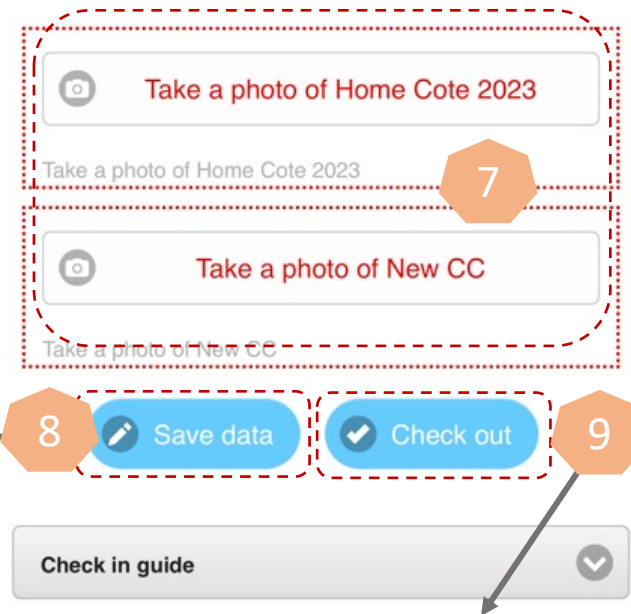 Take a photo of Home Cote 2023
Take a photo of Home Cote 2023
7
Take a photo of New CC
Take a photo of New CC
8
Save data
Check out
9
Check in guide